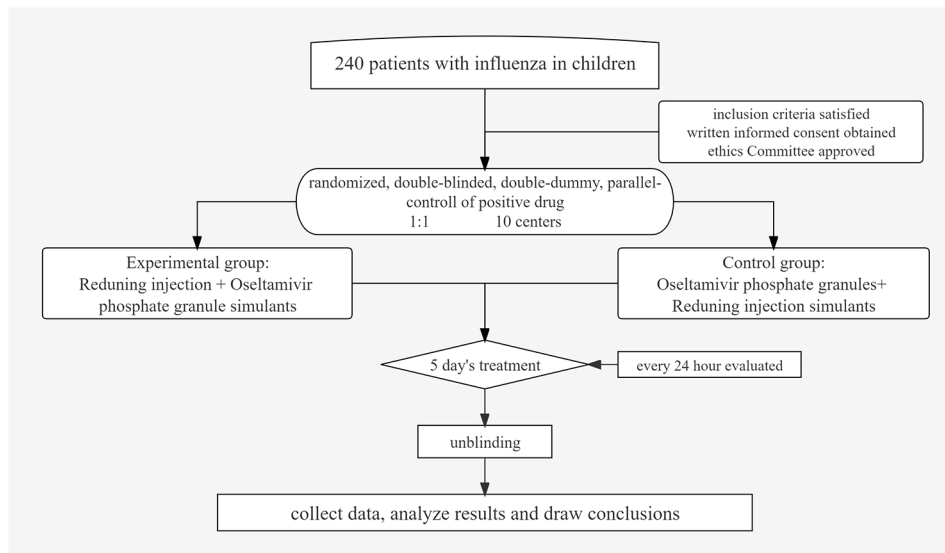 240 patients with influenza in children
inclusion criteria satisfied
written informed consent obtained
ethics Committee approved
randomized, double-blinded, double-dummy, parallel-
controll of positive drug
1:1 10 centers
Experimental group:
Reduning injection + Oseltamivir
phosphate granule simulants
Control group:
Oseltamivir phosphate granules+
Reduning injection simulants
5 day's treatment
every 24 hour evaluated
unblinding
collect data, analyze results and draw conclusions